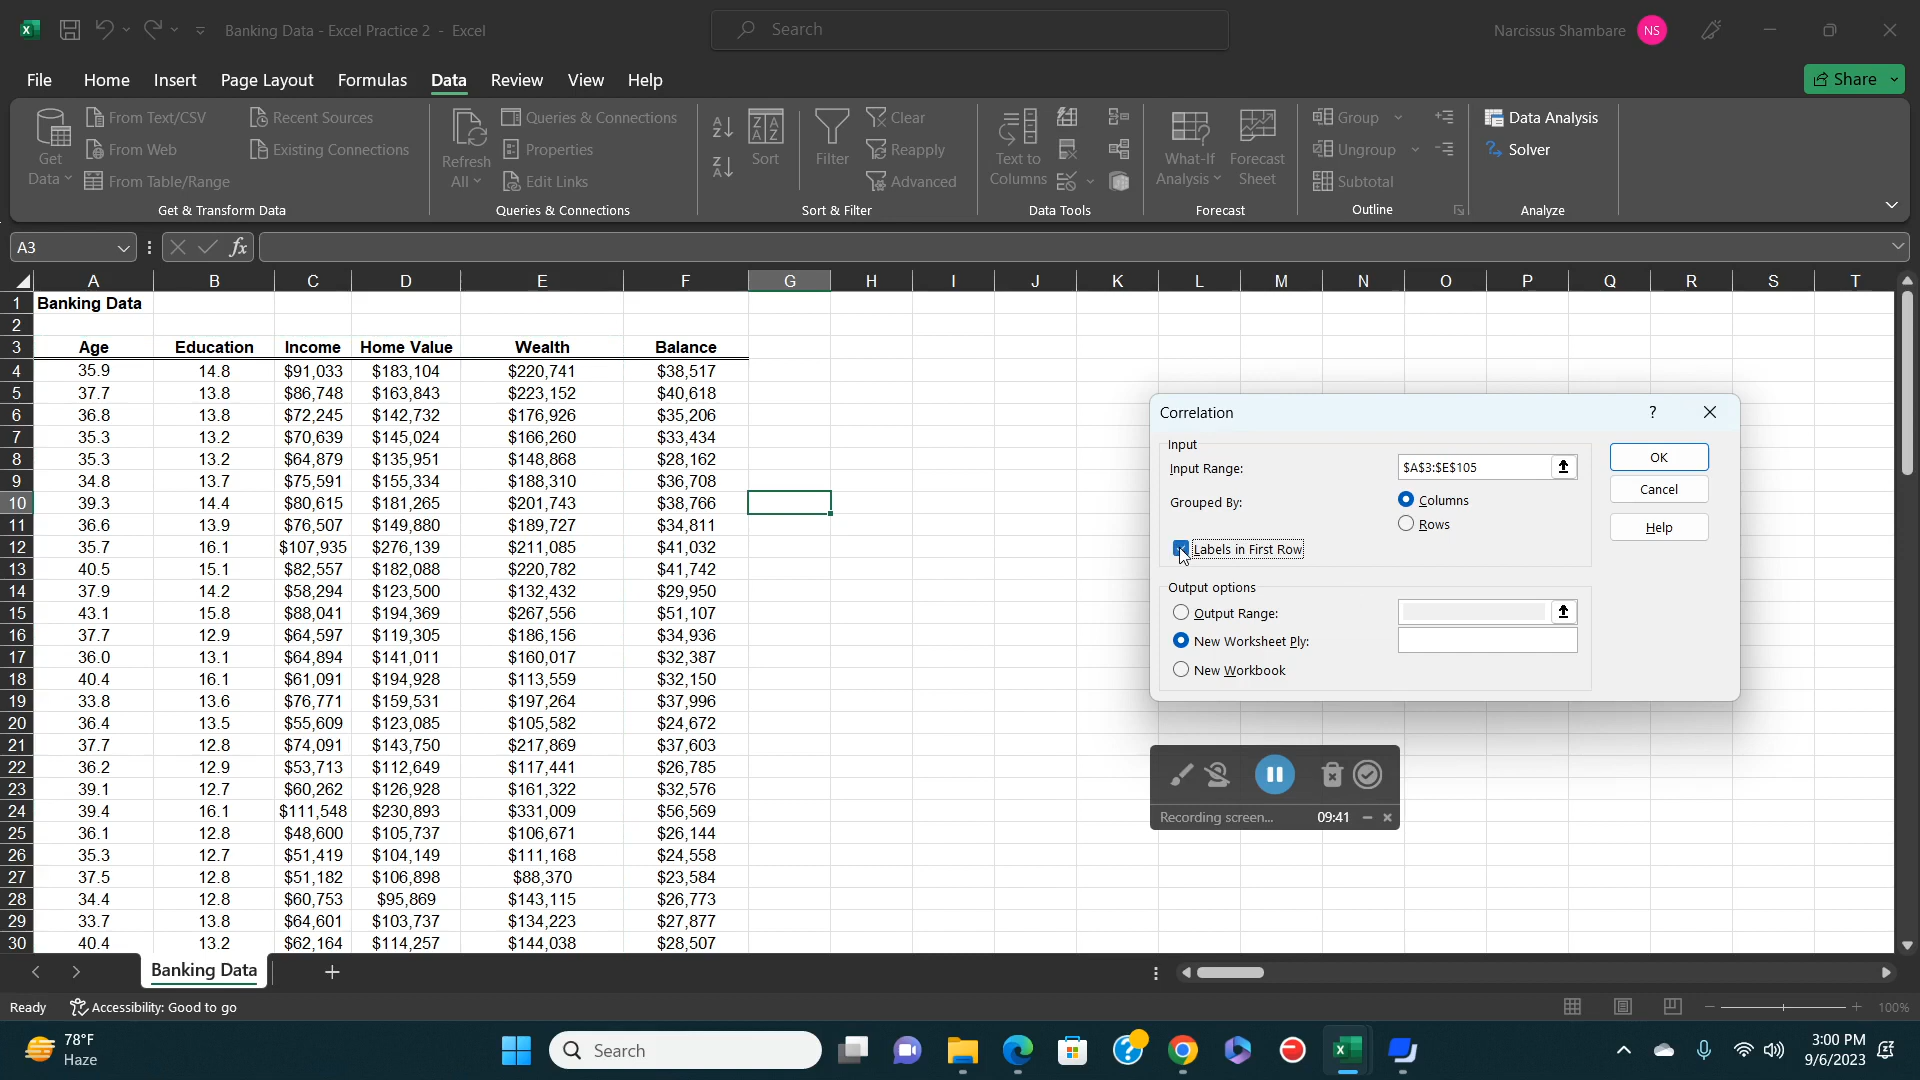 Banking Data - Excel Practice 2 - Excel
Search
Narcissus Shambare NS
File Home Insert Page Layout Formulas Data Review View Help
Share
Get Data
From Text/CSV
From Web
From Table/Range
Recent Sources
Existing Connections
Get & Transform Data
Refresh All
Queries & Connections
Properties
Edit Links
Queries & Connections
Sort
Filter
Clear
Reapply
Advanced
Sort & Filter
Text to Columns
Data Tools
What-If Analysis
Forecast Sheet
Forecast
Group
Ungroup
Subtotal
Outline
Data Analysis
Solver
Analyze
A3
fx
A B C D E F G H I J K L M N O P Q R S T
1 Banking Data
2
3 Age Education Income Home Value Wealth Balance
4 35.9 14.8 $91,033 $183,104 $220,741 $38,517
5 37.7 13.8 $86,748 $163,843 $223,152 $40,618
6 36.8 13.8 $72,245 $142,732 $176,926 $35,206
7 35.3 13.2 $70,639 $145,024 $166,260 $33,434
8 35.3 13.2 $64,879 $135,951 $148,868 $28,162
9 34.8 13.7 $75,591 $155,334 $188,310 $36,708
10 39.3 14.4 $80,615 $181,265 $201,743 $38,766
11 36.6 13.9 $76,507 $149,880 $189,727 $34,811
12 35.7 16.1 $107,935 $276,139 $211,085 $41,032
13 40.5 15.1 $82,557 $182,088 $220,782 $41,742
14 37.9 14.2 $58,294 $123,500 $132,432 $29,950
15 43.1 15.8 $88,041 $194,369 $267,556 $51,107
16 37.7 12.9 $64,597 $119,305 $186,156 $34,936
17 36.0 13.1 $64,894 $141,011 $160,017 $32,387
18 40.4 16.1 $61,091 $194,928 $113,559 $32,150
19 33.8 13.6 $76,771 $159,531 $197,264 $37,996
20 36.4 13.5 $55,609 $123,085 $105,582 $24,672
21 37.7 12.8 $74,091 $143,750 $217,869 $37,603
22 36.2 12.9 $53,713 $112,649 $117,441 $26,785
23 39.1 12.7 $60,262 $126,928 $161,322 $32,576
24 39.4 16.1 $111,548 $230,893 $331,009 $56,569
25 36.1 12.8 $48,600 $105,737 $106,671 $26,144
26 35.3 12.7 $51,419 $104,149 $111,168 $24,558
27 37.5 12.8 $51,182 $106,898 $88,370 $23,584
28 34.4 12.8 $60,753 $95,869 $143,115 $26,773
29 33.7 13.8 $64,601 $103,737 $134,223 $27,877
30 40.4 13.2 $62,164 $114,257 $144,038 $28,507
Correlation ?
Input
Input Range: $A$3:$E$105
Grouped By: Columns
Rows
Labels in First Row
Output options
Output Range:
New Worksheet Ply:
New Workbook
OK
Cancel
Help
Recording screen... 09:41
Banking Data
Ready Accessibility: Good to go
100%
78°F
Haze
Search
3:00 PM
9/6/2023